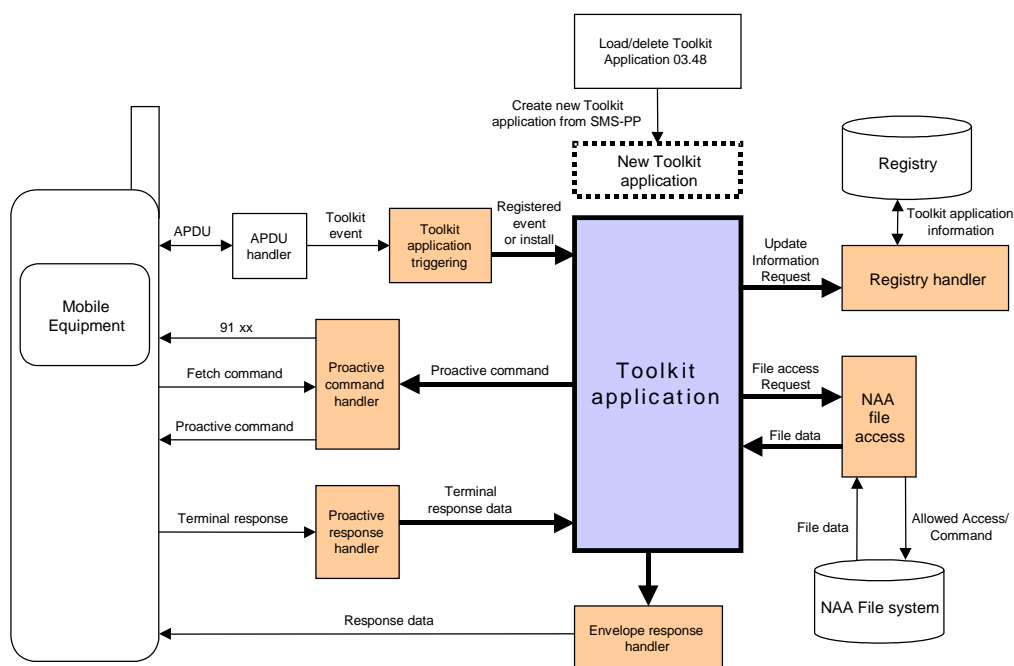 Load/delete Toolkit
Application 03.48
Create new Toolkit
application from SMS-PP
New Toolkit
application
Registry
Toolkit application
information
Registered
event
or install
Toolkit
event
APDU
APDU
handler
Toolkit
application
triggering
Update
Information
Request
Registry handler
Mobile
Equipment
91 xx
Fetch command
Proactive command
Proactive
command
handler
Proactive command
Toolkit
application
File access
Request
File data
NAA
file
access
Terminal response
Proactive
response
handler
Terminal
response data
File data
Allowed Access/
Command
NAA File system
Response data
Envelope response
handler